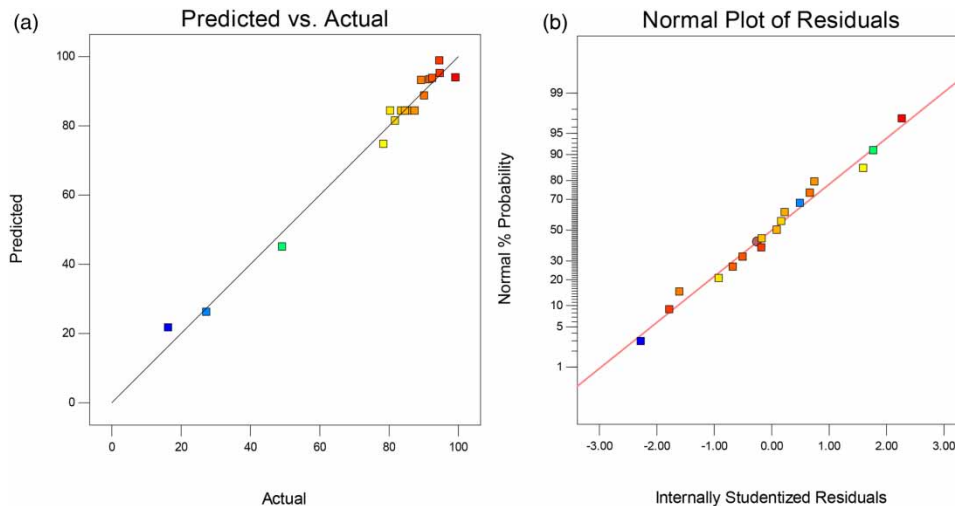 (a)
Predicted vs. Actual
100
80
60
40
20
0
Predicted
0 20 40 60 80 100
Actual
(b)
Normal Plot of Residuals
99
95
90
80
70
50
30
20
10
5
1
Normal % Probability
-3.00 -2.00 -1.00 0.00 1.00 2.00 3.00
Internally Studentized Residuals